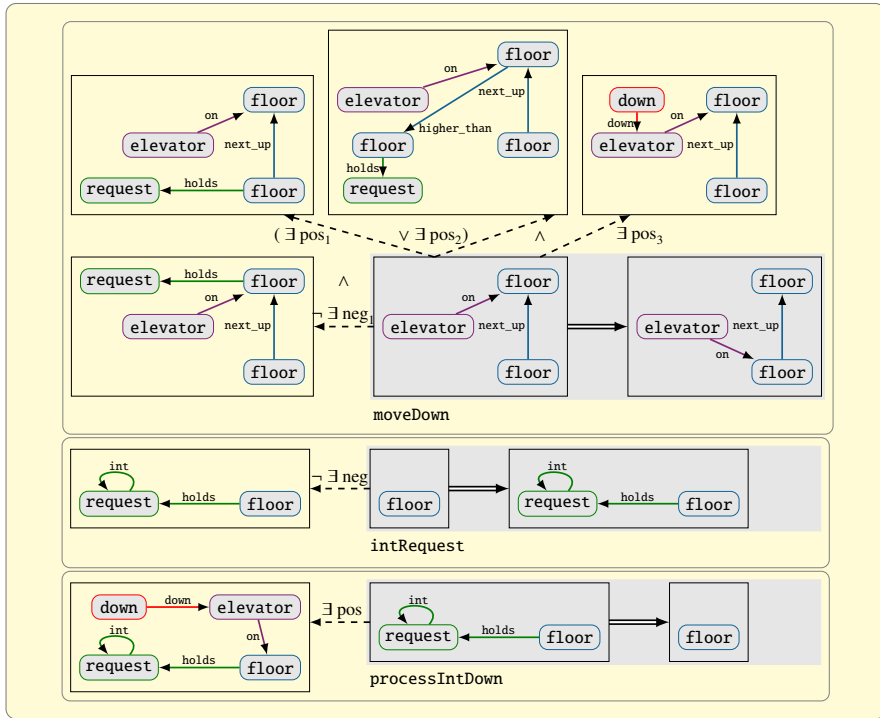 floor
on
elevator
next_up
request
holds
floor
floor
on
elevator
next_up
higher_than
floor
floor
holds
request
down
floor
on
down
elevator
next_up
floor
( ∃ pos₁
∨ ∃ pos₂)
∧
∃ pos₃
request
holds
floor
on
elevator
next_up
floor
∧
¬ ∃ neg₁
floor
on
elevator
next_up
floor
floor
elevator
next_up
on
floor
moveDown
int
request
holds
floor
¬ ∃ neg
floor
int
request
holds
floor
intRequest
down
down
elevator
int
on
request
holds
floor
∃ pos
int
request
holds
floor
floor
processIntDown